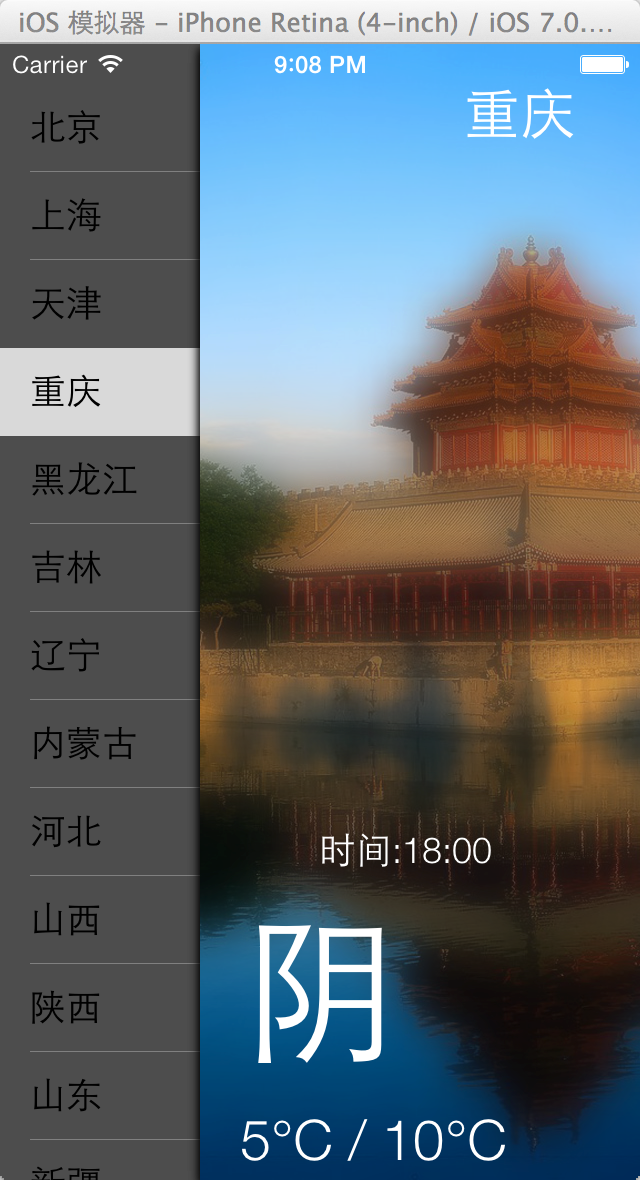 iOS 模拟器 – iPhone Retina (4-inch) / iOS 7.0....
Carrier 9:08 PM
北京
上海
天津
重庆
黑龙江
吉林
辽宁
内蒙古
河北
山西
陕西
山东
新疆
重庆
时间:18:00
阴
5°C / 10°C